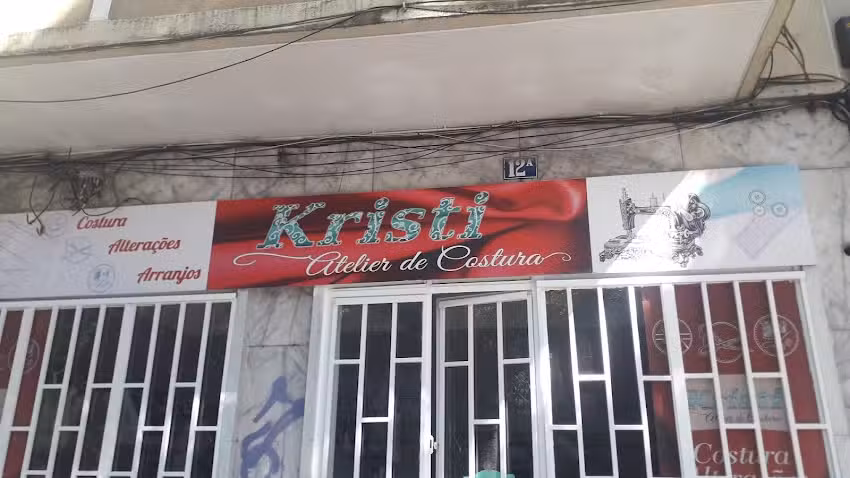 12A
Costura
Alterações
Arranjos
Kristi
Atelier de Costura
Costura